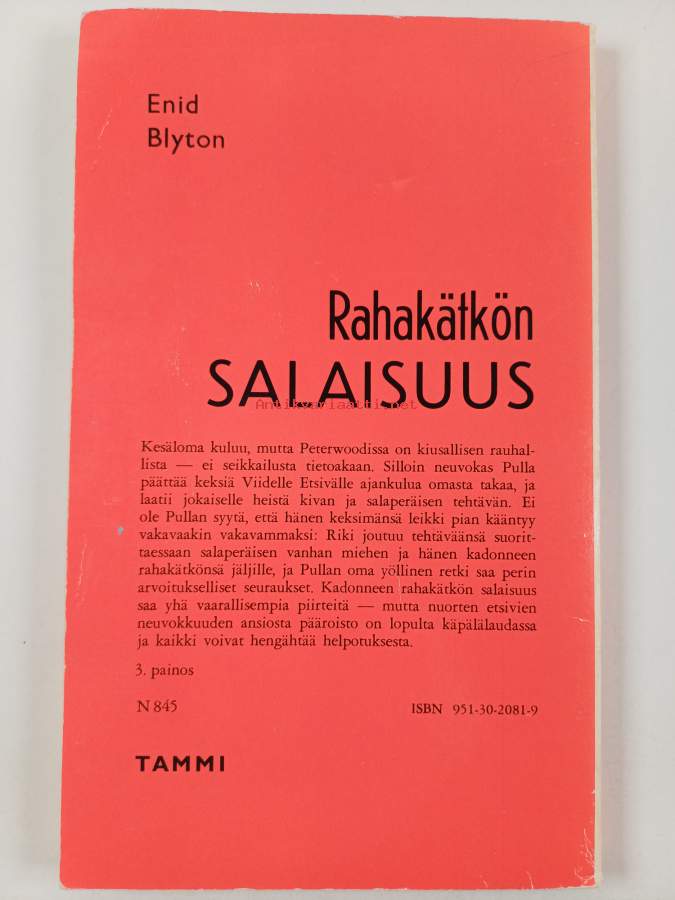 Enid
Blyton
Rahakätkön
SALAISUUS
Antikvariaatti.net
Kesäloma kuluu, mutta Peterwoodissa on kiusallisen rauhal-
lista — ei seikkailusta tietoakaan. Silloin neuvokas Pulla
päättää keksiä Viidelle Etsivälle ajankulua omasta takaa, ja
laatii jokaiselle heistä kivan ja salaperäisen tehtävän. Ei
ole Pullan syytä, että hänen keksimänsä leikki pian kääntyy
vakavaakin vakavammaksi: Riki joutuu tehtäväänsä suorit-
taessaan salaperäisen vanhan miehen ja hänen kadonneen
rahakätkönsä jäljille, ja Pullan oma yöllinen retki saa perin
arvoitukselliset seuraukset. Kadonneen rahakätkön salaisuus
saa yhä vaarallisempia piirteitä — mutta nuorten etsivien
neuvokkuuden ansiosta pääroisto on lopulta käpälälaudassa
ja kaikki voivat hengähtää helpotuksesta.
3. painos
N 845 ISBN 951-30-2081-9
TAMMI